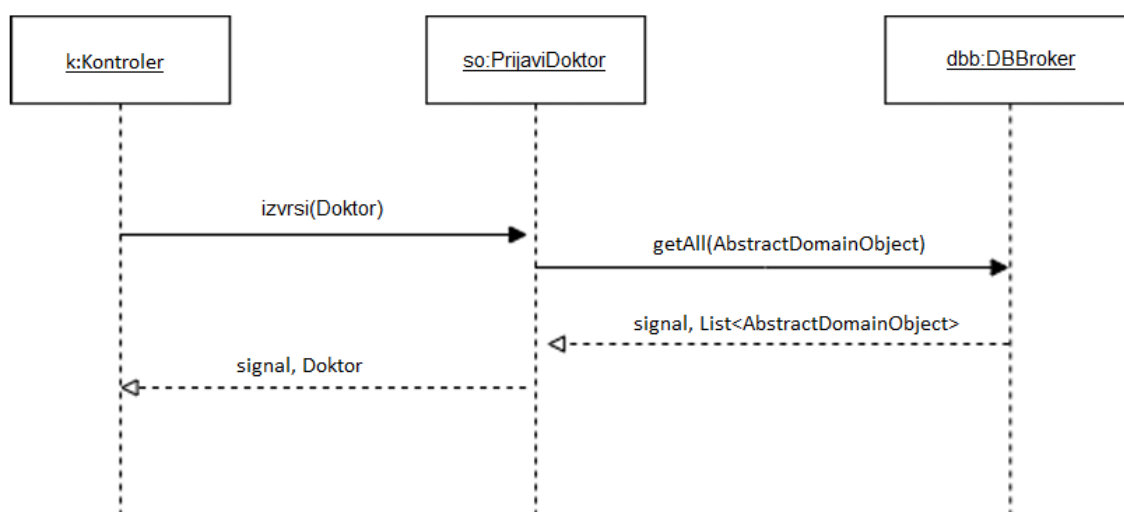 k:Kontroler
so:PrijaviDoktor
dbb:DBBroker
izvrsi(Doktor)
getAll(AbstractDomainObject)
signal, List<AbstractDomainObject>
signal, Doktor